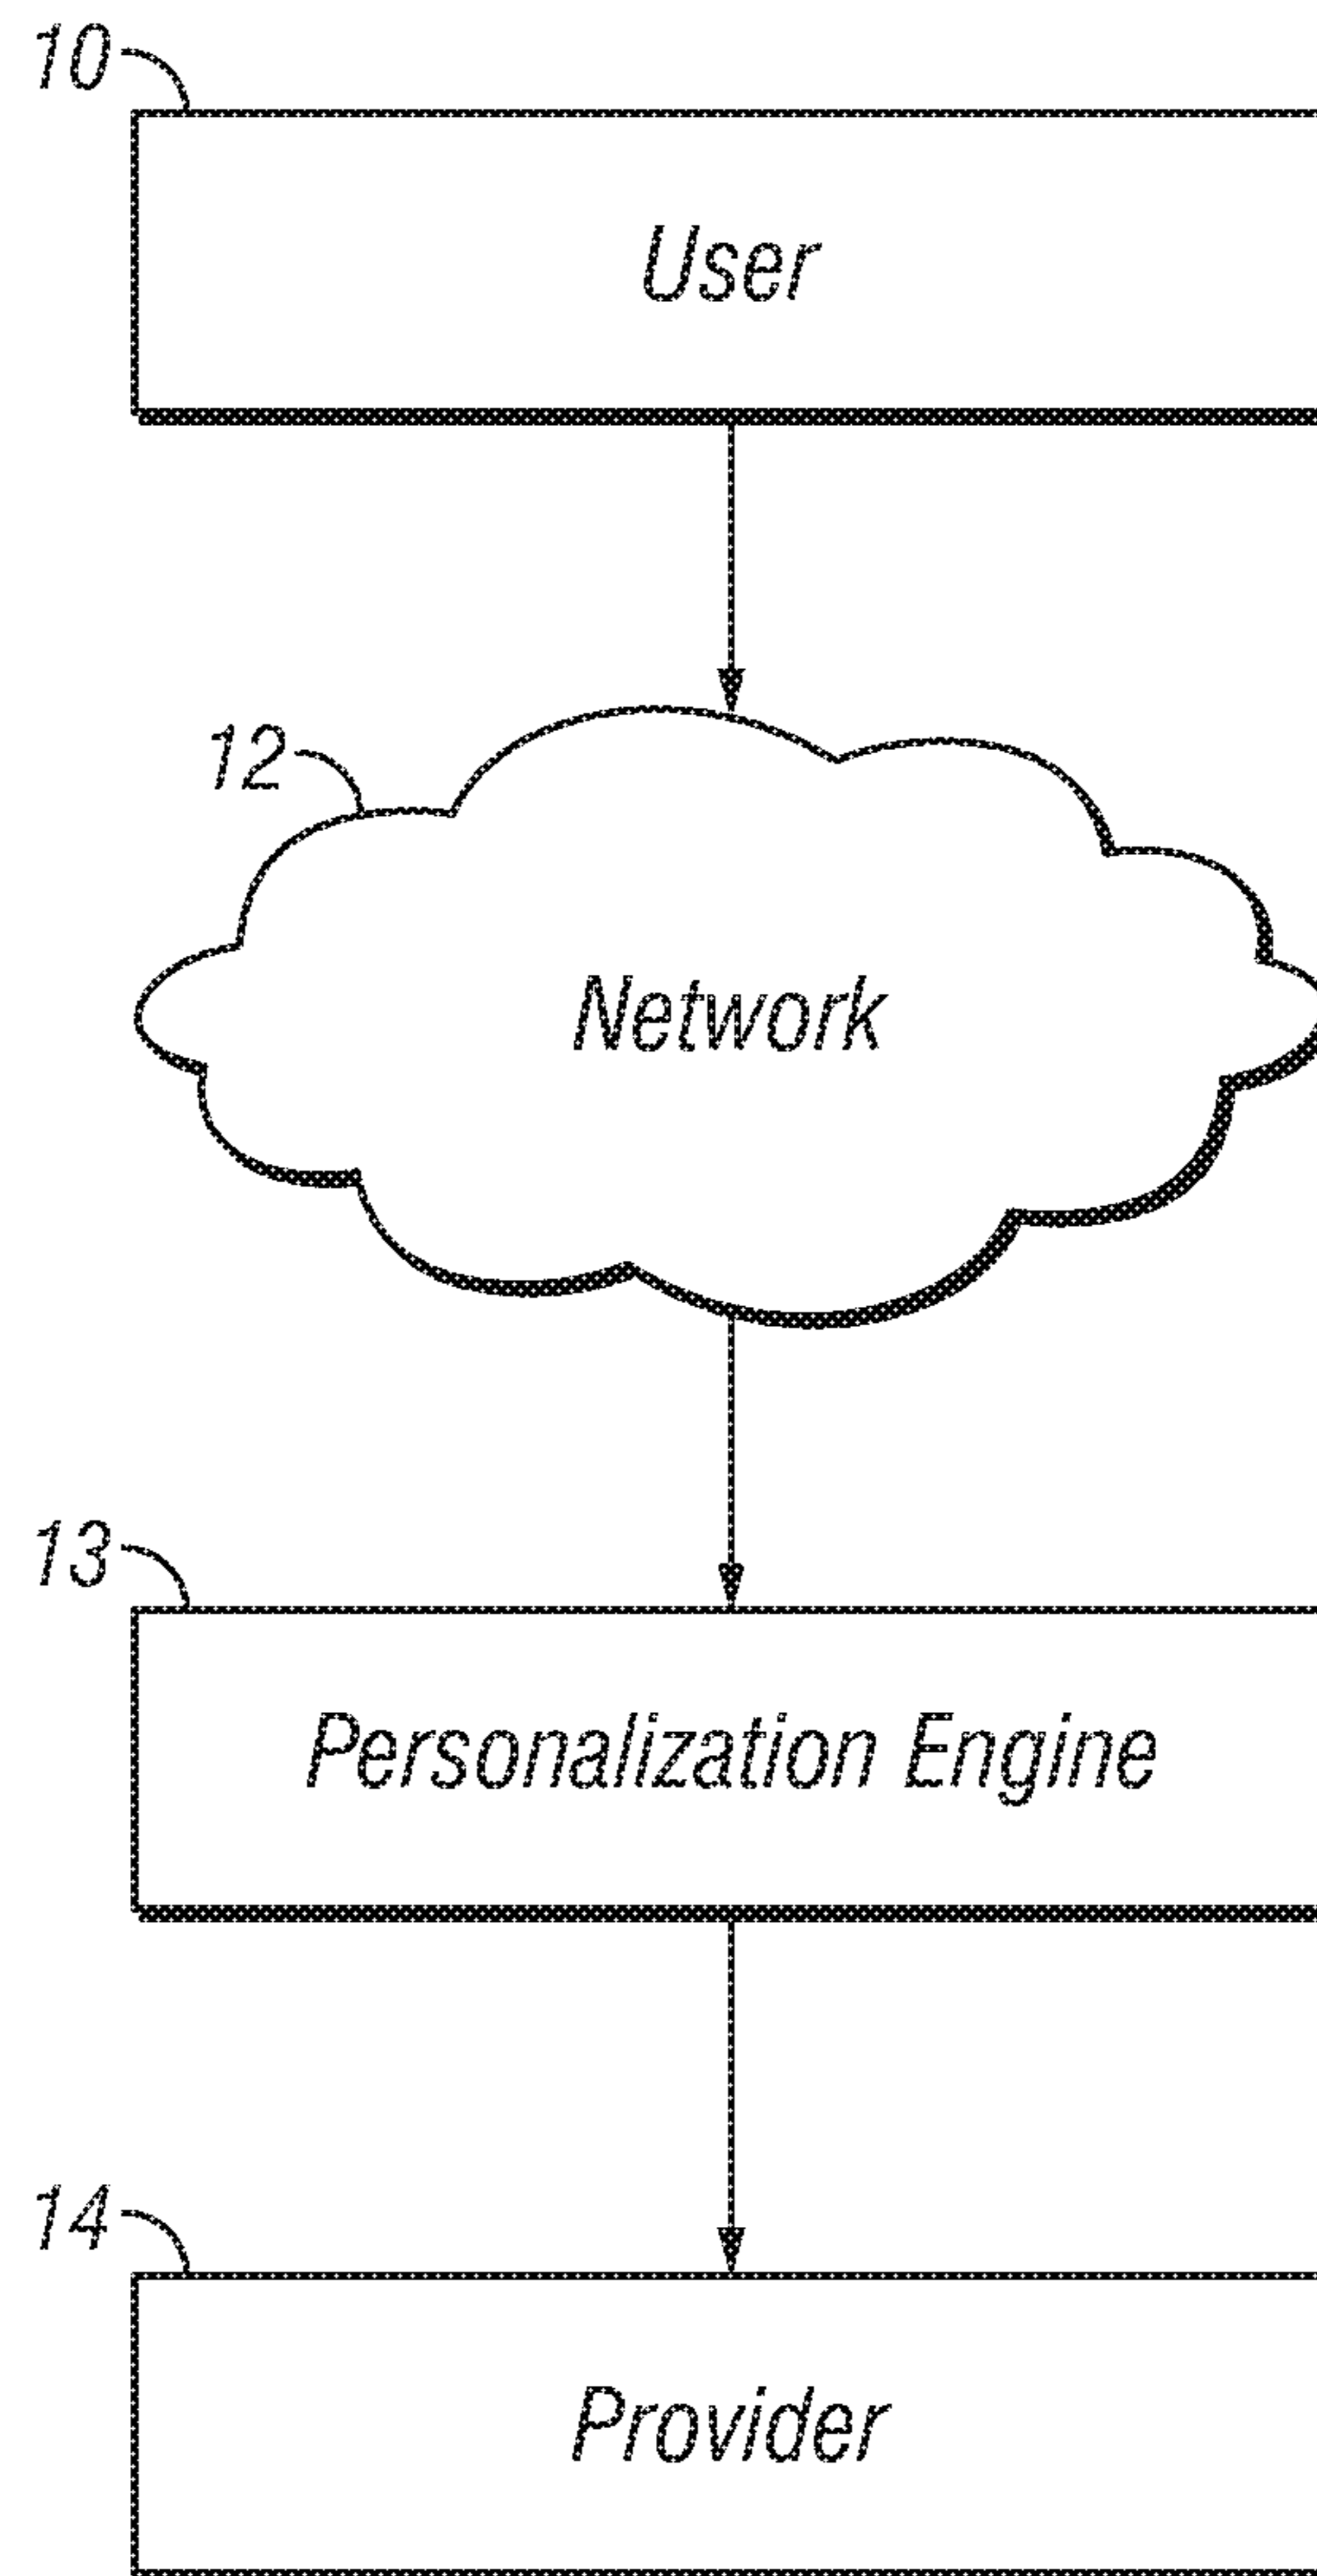 10
User
12
Network
13
Personalization Engine
14
Provider